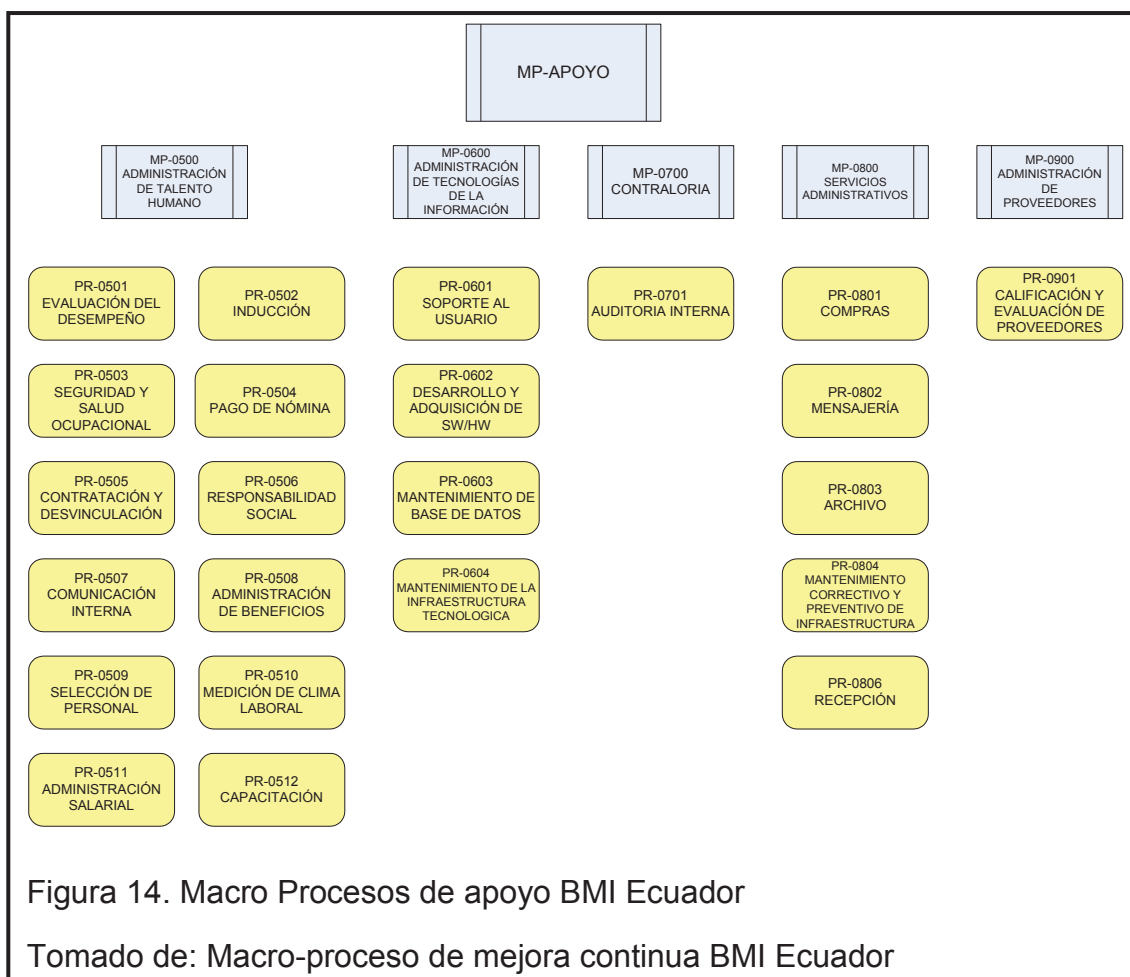 MP-APOYO
MP-0500
ADMINISTRACIÓN
DE TALENTO
HUMANO
MP-0600
ADMINISTRACIÓN
DE TECNOLOGÍAS
DE LA
INFORMACIÓN
MP-0700
CONTRALORIA
MP-0800
SERVICIOS
ADMINISTRATIVOS
MP-0900
ADMINISTRACIÓN
DE
PROVEEDORES
PR-0501
EVALUACIÓN DEL
DESEMPEÑO
PR-0502
INDUCCIÓN
PR-0601
SOPORTE AL
USUARIO
PR-0701
AUDITORIA INTERNA
PR-0801
COMPRAS
PR-0901
CALIFICACIÓN Y
EVALUACÍÓN DE
PROVEEDORES
PR-0503
SEGURIDAD Y
SALUD
OCUPACIONAL
PR-0504
PAGO DE NÓMINA
PR-0602
DESARROLLO Y
ADQUISICIÓN DE
SW/HW
PR-0802
MENSAJERÍA
PR-0505
CONTRATACIÓN Y
DESVINCULACIÓN
PR-0506
RESPONSABILIDAD
SOCIAL
PR-0603
MANTENIMIENTO DE
BASE DE DATOS
PR-0803
ARCHIVO
PR-0507
COMUNICACIÓN
INTERNA
PR-0508
ADMINISTRACIÓN
DE BENEFICIOS
PR-0604
MANTENIMIENTO DE LA
INFRAESTRUCTURA
TECNOLOGICA
PR-0804
MANTENIMIENTO
CORRECTIVO Y
PREVENTIVO DE
INFRAESTRUCTURA
PR-0509
SELECCIÓN DE
PERSONAL
PR-0510
MEDICIÓN DE CLIMA
LABORAL
PR-0806
RECEPCIÓN
PR-0511
ADMINISTRACIÓN
SALARIAL
PR-0512
CAPACITACIÓN
Figura 14. Macro Procesos de apoyo BMI Ecuador
Tomado de: Macro-proceso de mejora continua BMI Ecuador